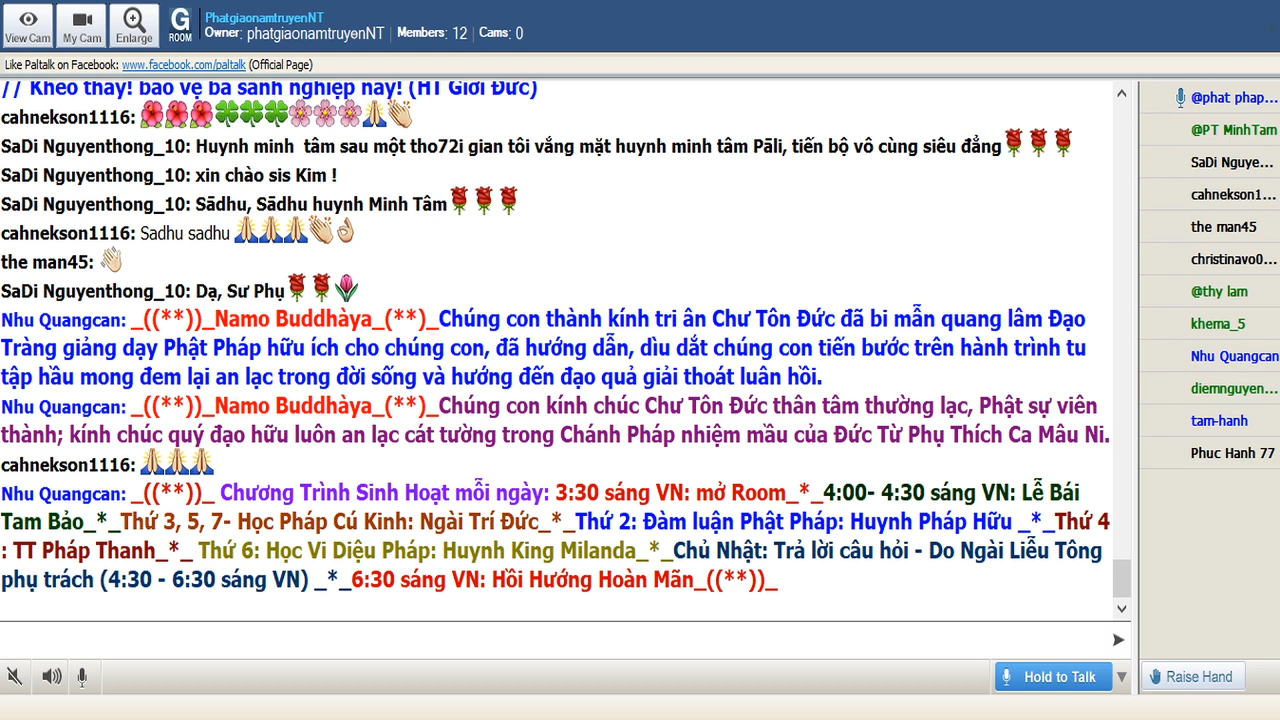 View Cam
My Cam
Enlarge
G
ROOM
PhatgiaonamtruyenNT
Owner: phatgiaonamtruyenNT | Members: 12 | Cams: 0
Like Paltalk on Facebook: www.facebook.com/paltalk (Official Page)
// Khéo thay! bảo vệ ba sanh nghiệp này! (HT Giới Đức)
cahnekson1116:
SaDi Nguyenthong_10: Huynh minh tâm sau một tho72i gian tôi vắng mặt huynh minh tâm Pāli, tiến bộ vô cùng siêu đẳng
SaDi Nguyenthong_10: xin chào sis Kim !
SaDi Nguyenthong_10: Sādhu, Sādhu huynh Minh Tâm
cahnekson1116: Sadhu sadhu
the man45:
SaDi Nguyenthong_10: Dạ, Sư Phụ
Nhu Quangcan: _((**))_Namo Buddhàya_(**)_Chúng con thành kính tri ân Chư Tôn Đức đã bi mẫn quang lâm Đạo
Tràng giảng dạy Phật Pháp hữu ích cho chúng con, đã hướng dẫn, dìu dắt chúng con tiến bước trên hành trình tu
tập hầu mong đem lại an lạc trong đời sống và hướng đến đạo quả giải thoát luân hồi.
Nhu Quangcan: _((**))_Namo Buddhàya_(**)_Chúng con kính chúc Chư Tôn Đức thân tâm thường lạc, Phật sự viên
thành; kính chúc quý đạo hữu luôn an lạc cát tường trong Chánh Pháp nhiệm mầu của Đức Từ Phụ Thích Ca Mâu Ni.
cahnekson1116:
Nhu Quangcan: _((**))_ Chương Trình Sinh Hoạt mỗi ngày: 3:30 sáng VN: mở Room_*_4:00- 4:30 sáng VN: Lễ Bái
Tam Bảo_*_Thứ 3, 5, 7- Học Pháp Cú Kinh: Ngài Trí Đức_*_Thứ 2: Đàm luận Phật Pháp: Huynh Pháp Hữu _*_Thứ 4
: TT Pháp Thanh_*_ Thứ 6: Học Vi Diệu Pháp: Huynh King Milanda_*_Chủ Nhật: Trả lời câu hỏi - Do Ngài Liễu Tông
phụ trách (4:30 - 6:30 sáng VN) _*_6:30 sáng VN: Hồi Hướng Hoàn Mãn_((**))_
@phat phap...
@PT MinhTam
SaDi Nguye...
cahnekson1...
the man45
christinavo0...
@thy lam
khema_5
Nhu Quangcan
diemnguyen...
tam-hanh
Phuc Hanh 77
Hold to Talk
Raise Hand